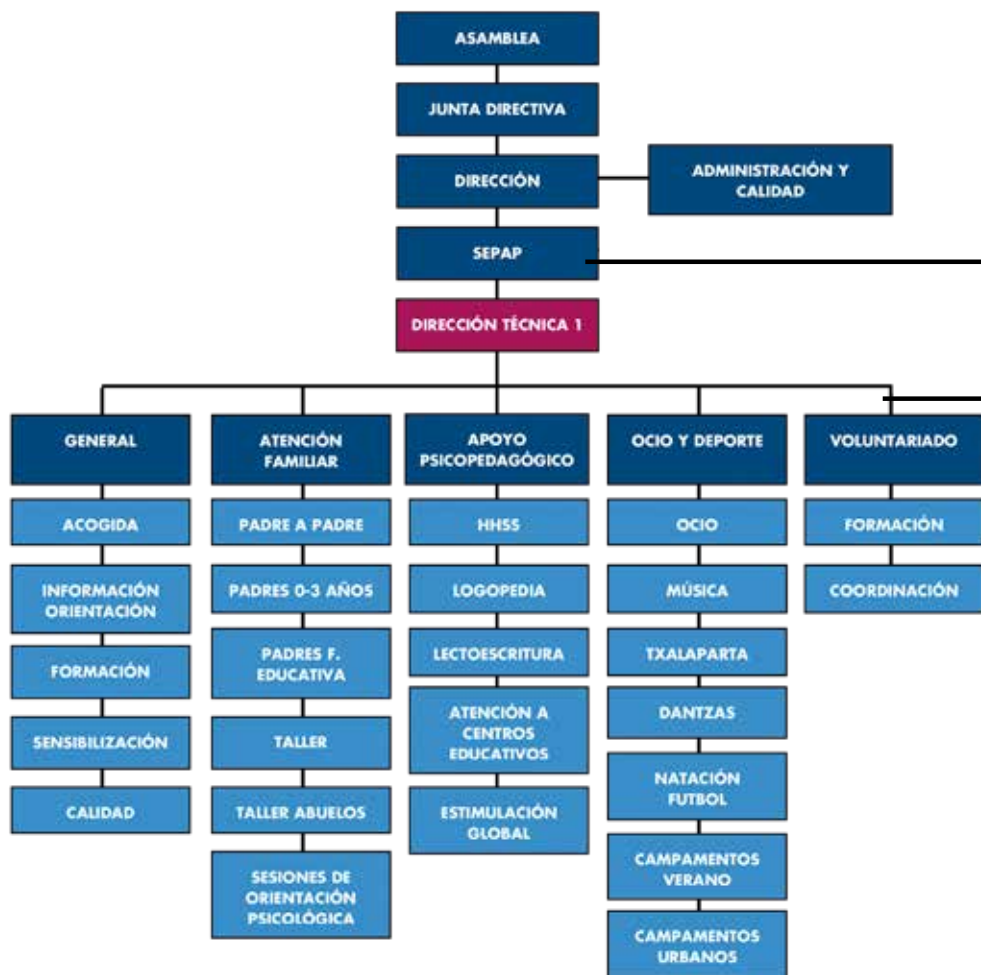 ASAMBLEA
JUNTA DIRECTIVA
DIRECCIÓN
ADMINISTRACIÓN Y
CALIDAD
SEPAP
DIRECCIÓN TÉCNICA 1
GENERAL
ACOGIDA
INFORMACIÓN
ORIENTACIÓN
FORMACIÓN
SENSIBILIZACIÓN
CALIDAD
ATENCIÓN
FAMILIAR
PADRE A PADRE
PADRES 0-3 AÑOS
PADRES F.
EDUCATIVA
TALLER
TALLER ABUELOS
SESIONES DE
ORIENTACIÓN
PSICOLÓGICA
APOYO
PSICOPEDAGÓGICO
HHSS
LOGOPEDIA
LECTOESCRITURA
ATENCIÓN A
CENTROS
EDUCATIVOS
ESTIMULACIÓN
GLOBAL
OCIO Y DEPORTE
OCIO
MÚSICA
TXALAPARTA
DANTZAS
NATACIÓN
FUTBOL
CAMPAMENTOS
VERANO
CAMPAMENTOS
URBANOS
VOLUNTARIADO
FORMACIÓN
COORDINACIÓN